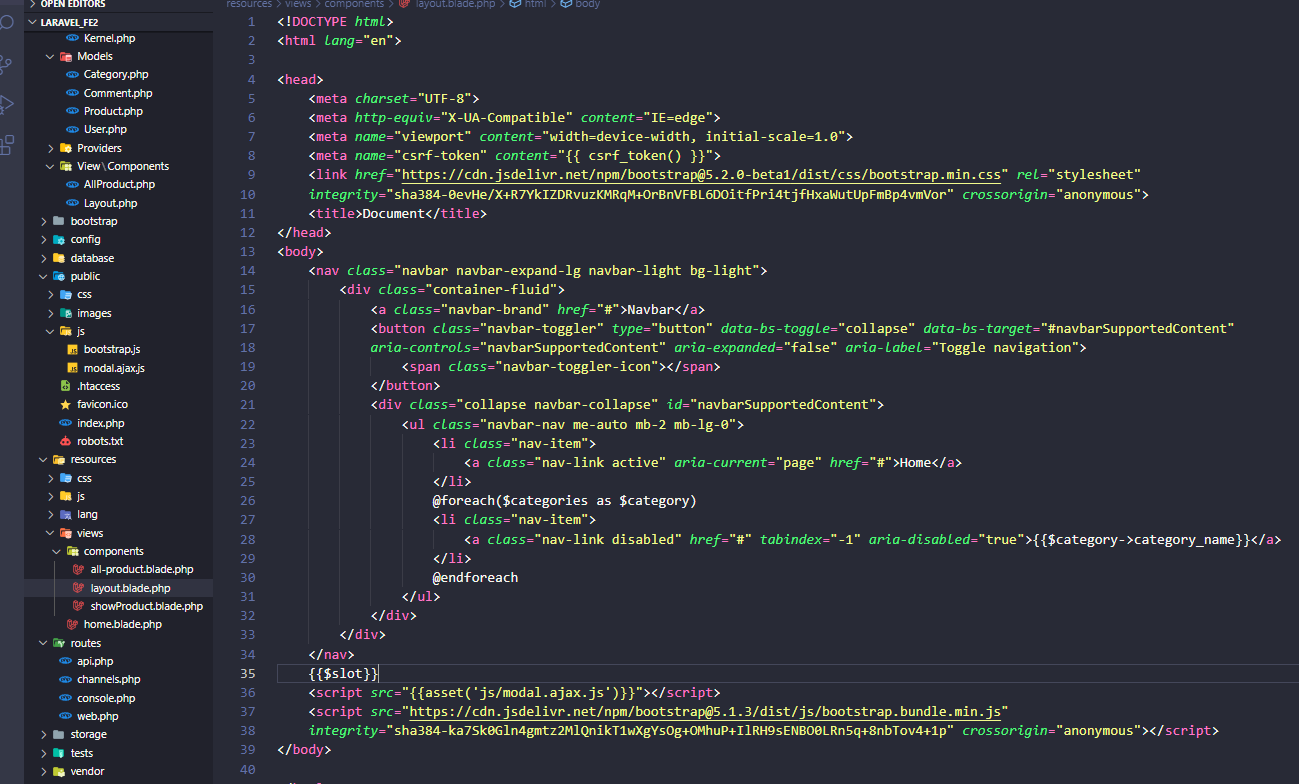 OPEN EDITORS
LARAVEL_FE2
Kernel.php
Models
Category.php
Comment.php
Product.php
User.php
Providers
View\Components
AllProduct.php
Layout.php
bootstrap
config
database
public
css
images
js
bootstrap.js
modal.ajax.js
.htaccess
favicon.ico
index.php
robots.txt
resources
css
js
lang
views
components
all-product.blade.php
layout.blade.php
showProduct.blade.php
home.blade.php
routes
api.php
channels.php
console.php
web.php
storage
tests
vendor
resources > views > components > layout.blade.php > html > body
1 <!DOCTYPE html>
2 <html lang="en">
3
4 <head>
5 <meta charset="UTF-8">
6 <meta http-equiv="X-UA-Compatible" content="IE=edge">
7 <meta name="viewport" content="width=device-width, initial-scale=1.0">
8 <meta name="csrf-token" content="{{ csrf_token() }}">
9 <link href="https://cdn.jsdelivr.net/npm/bootstrap@5.2.0-beta1/dist/css/bootstrap.min.css" rel="stylesheet"
10 integrity="sha384-0evHe/X+R7YkIZDRvuzKMRqM+OrBnVFBL6DOitfPri4tjfHxaWutUpFmBp4vmVor" crossorigin="anonymous">
11 <title>Document</title>
12 </head>
13 <body>
14 <nav class="navbar navbar-expand-lg navbar-light bg-light">
15 <div class="container-fluid">
16 <a class="navbar-brand" href="#">Navbar</a>
17 <button class="navbar-toggler" type="button" data-bs-toggle="collapse" data-bs-target="#navbarSupportedContent"
18 aria-controls="navbarSupportedContent" aria-expanded="false" aria-label="Toggle navigation">
19 <span class="navbar-toggler-icon"></span>
20 </button>
21 <div class="collapse navbar-collapse" id="navbarSupportedContent">
22 <ul class="navbar-nav me-auto mb-2 mb-lg-0">
23 <li class="nav-item">
24 <a class="nav-link active" aria-current="page" href="#">Home</a>
25 </li>
26 @foreach($categories as $category)
27 <li class="nav-item">
28 <a class="nav-link disabled" href="#" tabindex="-1" aria-disabled="true">{{$category->category_name}}</a>
29 </li>
30 @endforeach
31 </ul>
32 </div>
33 </div>
34 </nav>
35 {{$slot}}
36 <script src="{{asset('js/modal.ajax.js')}}"></script>
37 <script src="https://cdn.jsdelivr.net/npm/bootstrap@5.1.3/dist/js/bootstrap.bundle.min.js"
38 integrity="sha384-ka7Sk0Gln4gmtz2MlQnikT1wXgYsOg+OMhuP+IlRH9sENBO0LRn5q+8nbTov4+1p" crossorigin="anonymous"></script>
39 </body>
40